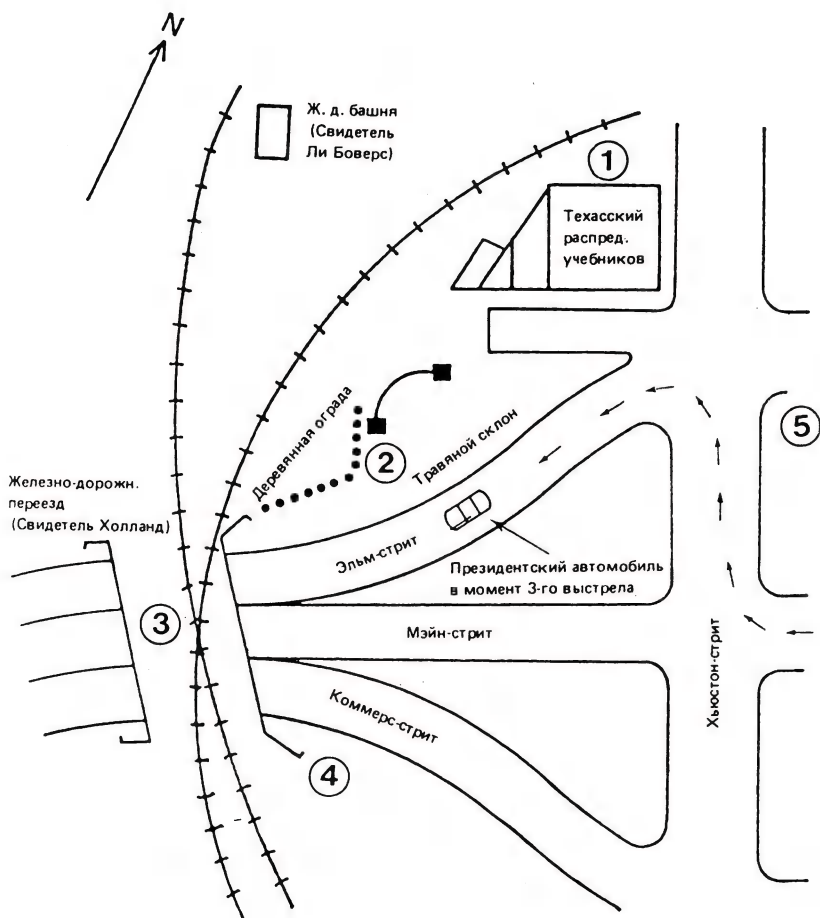 N
Ж. д. башня
(Свидетель
Ли Боверс)
1
Техасский
распред.
учебников
Деревянная ограда
2
Травяной склон
5
Железно-дорожн.
переезд
(Свидетель Холланд)
Эльм-стрит
Президентский автомобиль
в момент 3-го выстрела
3
Мэйн-стрит
Хьюстон-стрит
Коммерс-стрит
4